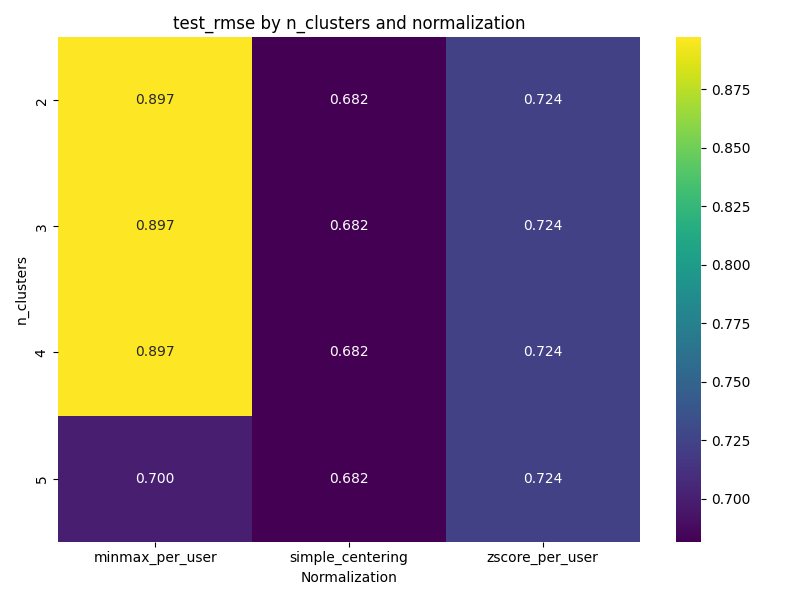 test_rmse by n_clusters and normalization
0.897 0.682 0.724
0.897 0.682 0.724
0.897 0.682 0.724
0.700 0.682 0.724
2
3
4
5
n_clusters
minmax_per_user simple_centering zscore_per_user
Normalization
0.875
0.850
0.825
0.800
0.775
0.750
0.725
0.700